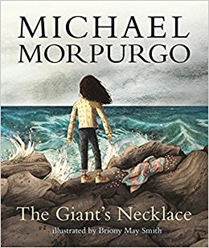 MICHAEL
MORPURGO
The Giant's Necklace
illustrated by Briony May Smith